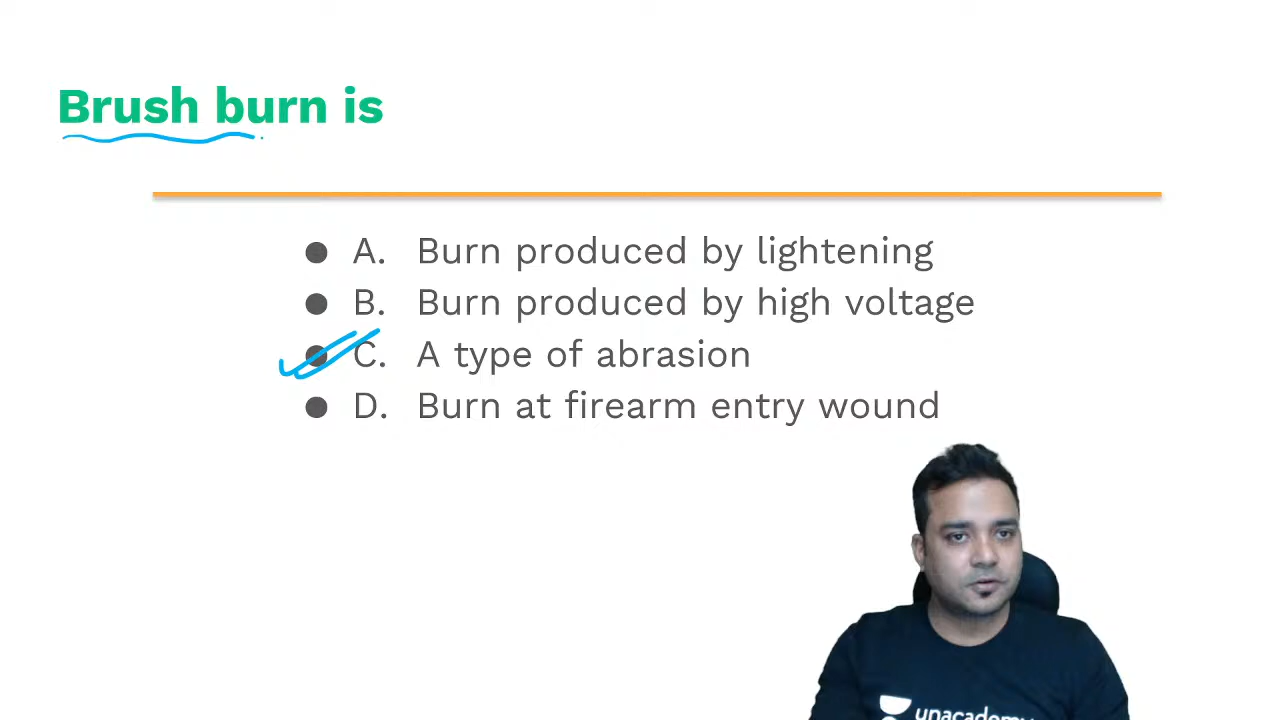 Brush burn is
● A. Burn produced by lightening
● B. Burn produced by high voltage
● C. A type of abrasion
● D. Burn at firearm entry wound
unacademy